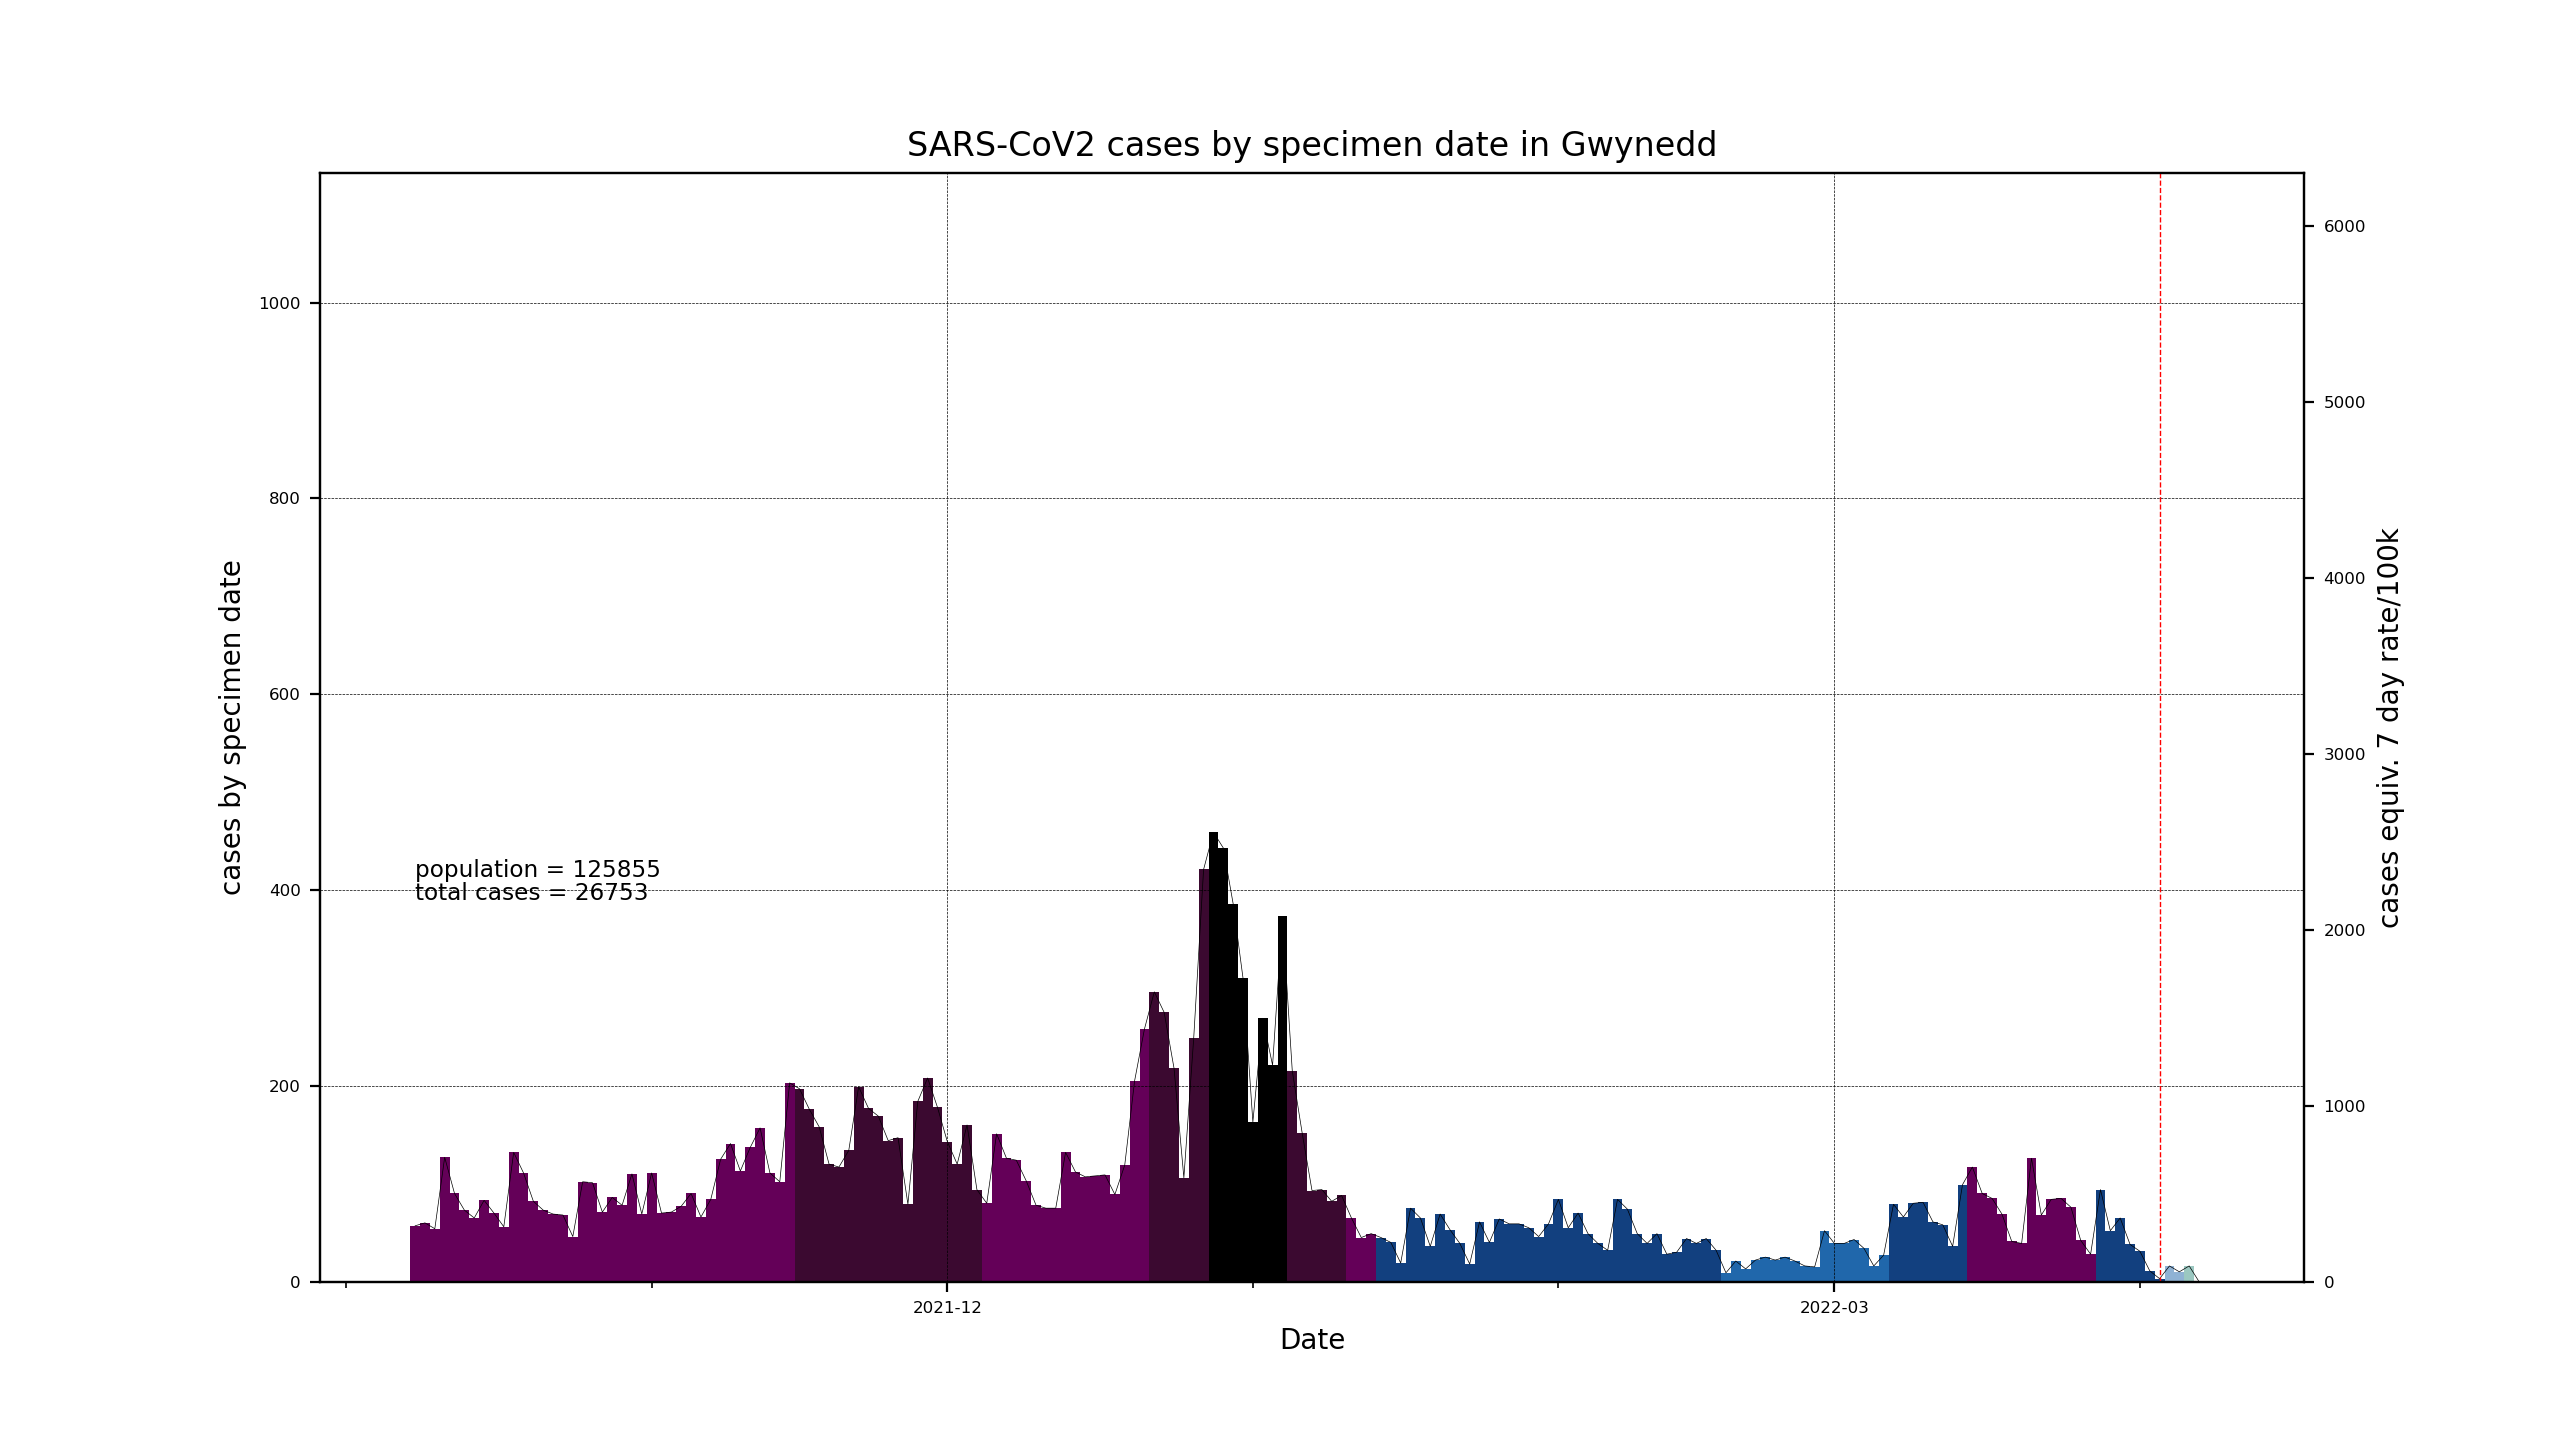 SARS-CoV2 cases by specimen date in Gwynedd
cases by specimen date
1000
800
600
400
200
0
population = 125855
total cases = 26753
6000
5000
4000
3000
2000
1000
0
cases equiv. 7 day rate/100k
2021-12
2022-03
Date